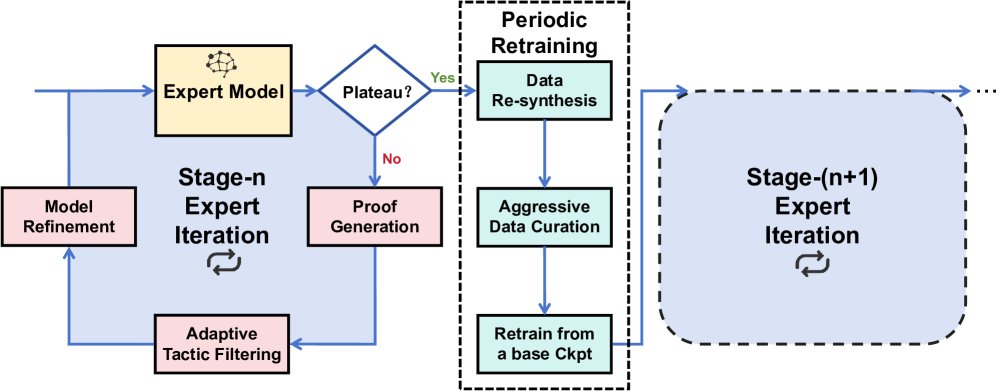 Expert Model
Plateau?
Yes
No
Proof
Generation
Adaptive
Tactic Filtering
Model
Refinement
Stage-n
Expert
Iteration
Periodic
Retraining
Data
Re-synthesis
Aggressive
Data Curation
Retrain from
a base Ckpt
Stage-(n+1)
Expert
Iteration
...